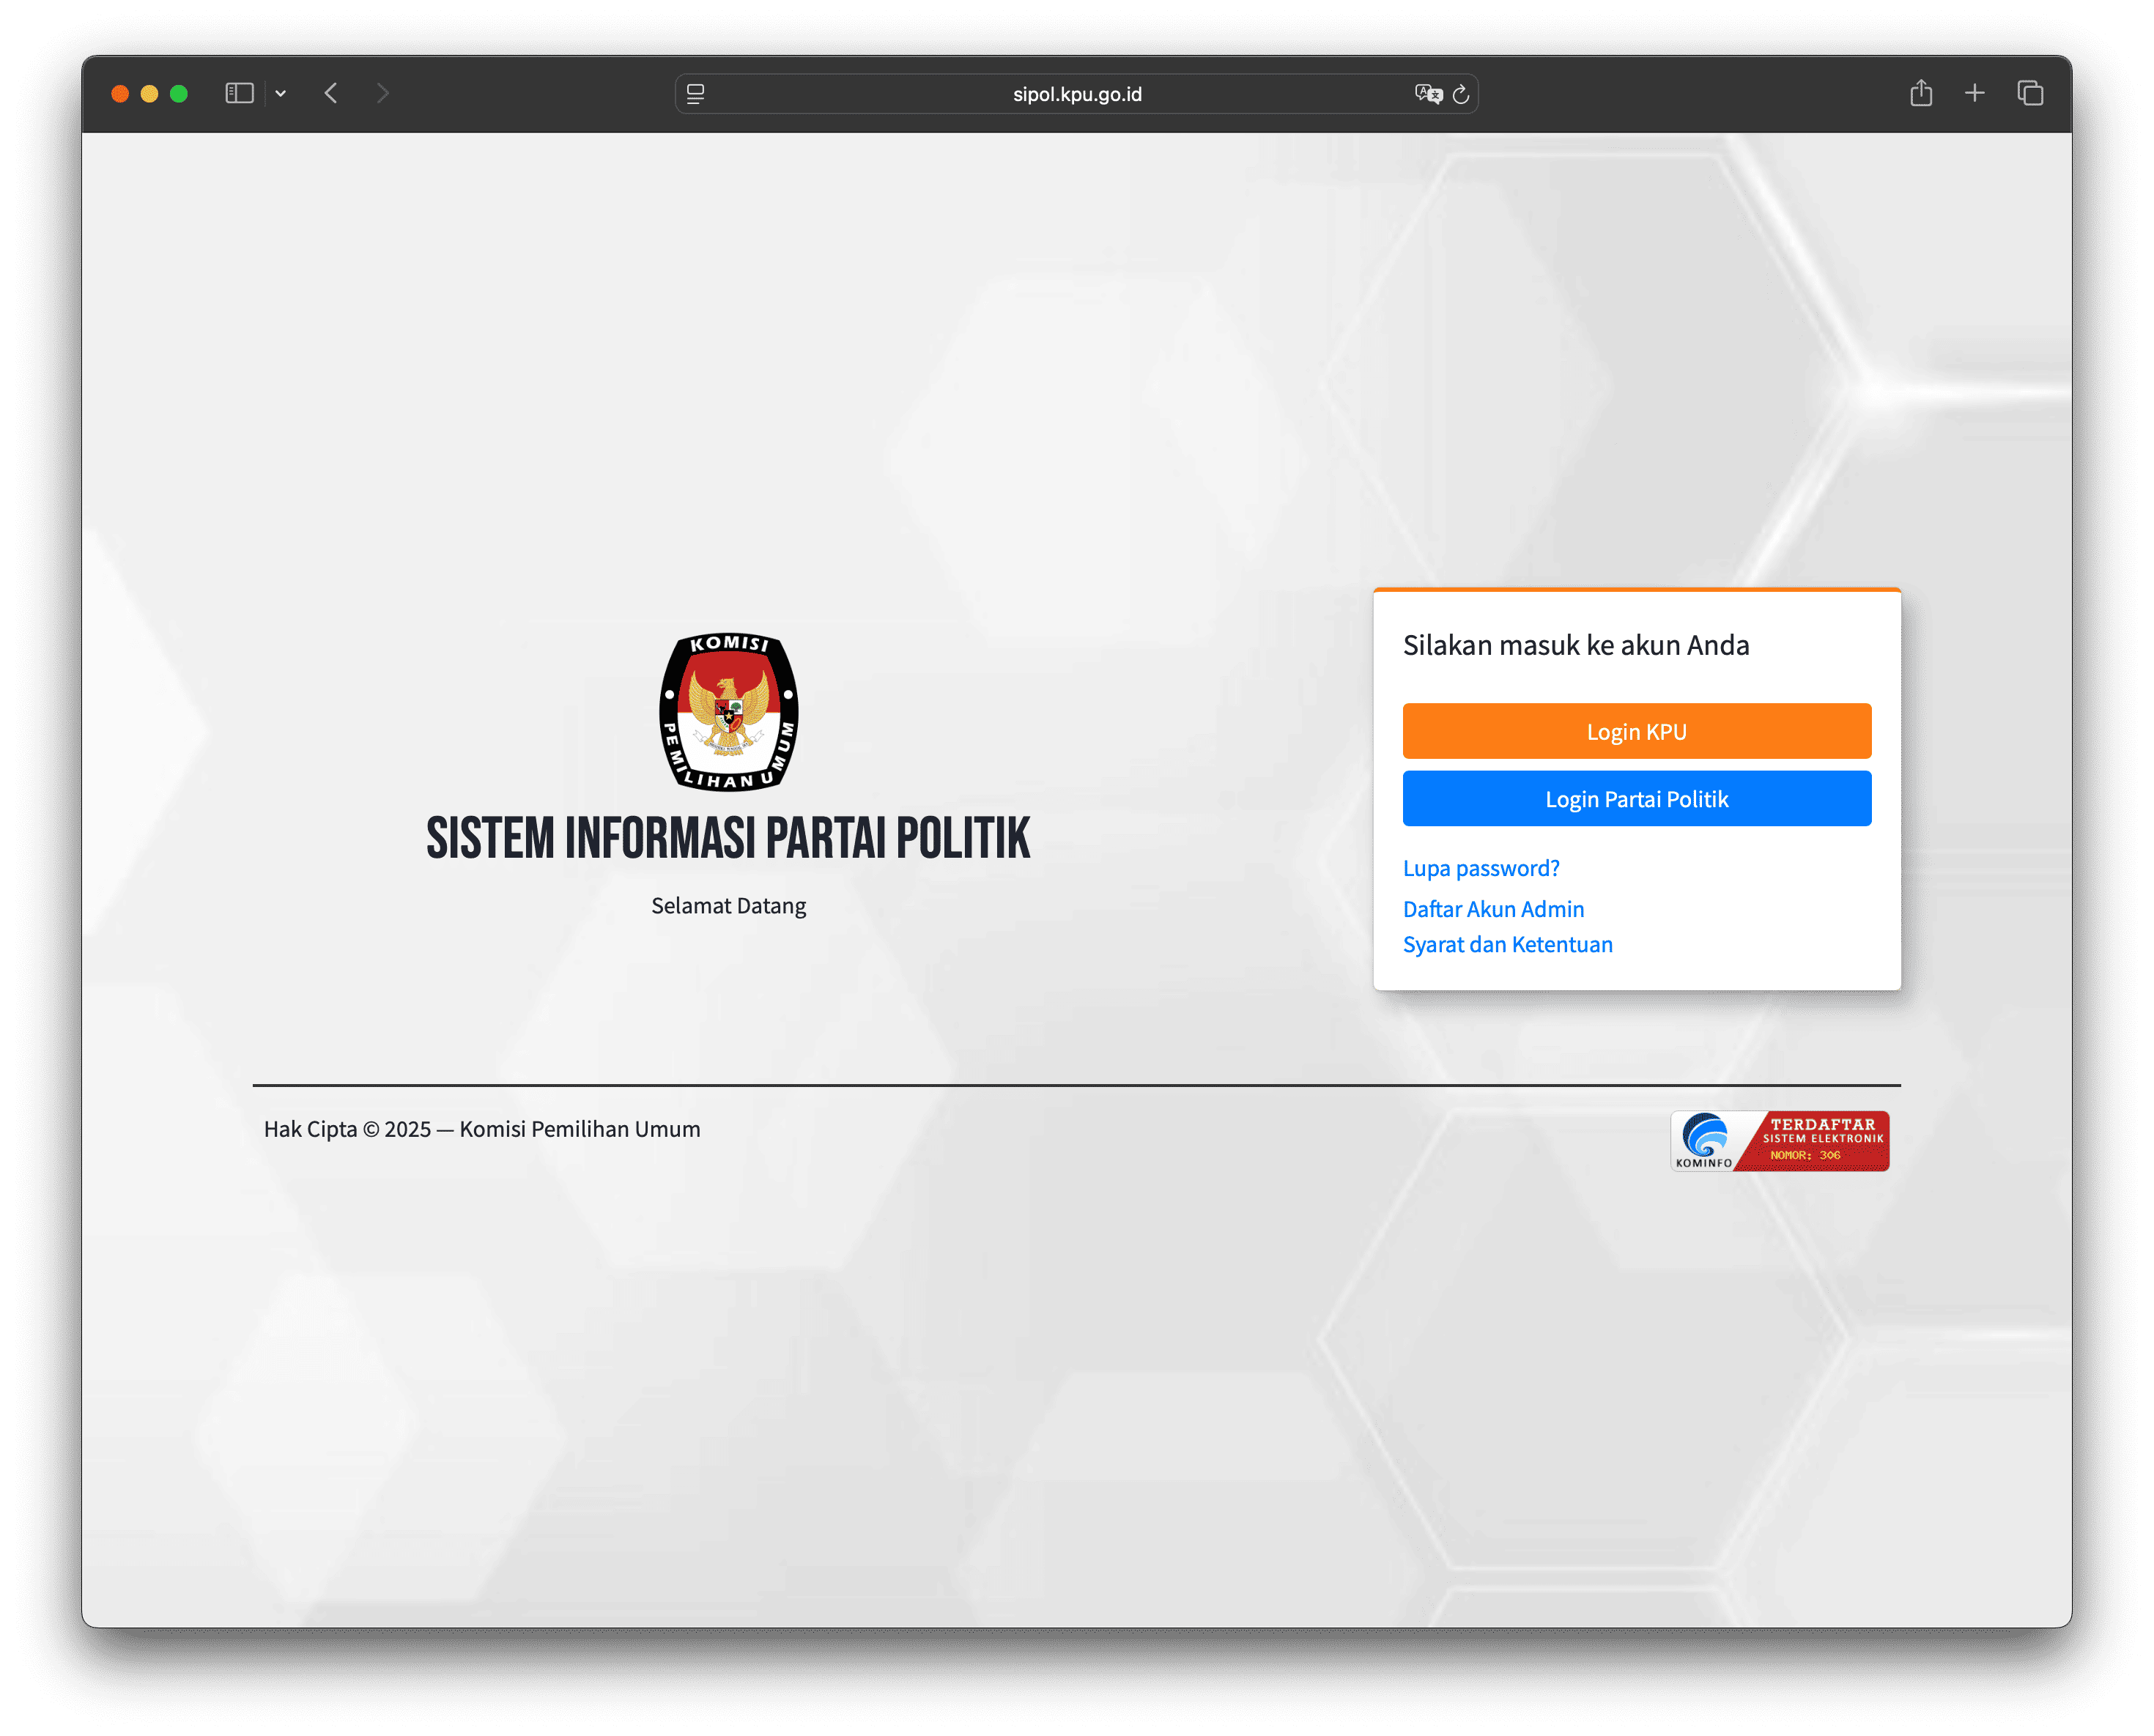 sipol.kpu.go.id
KOMISI
PEMILIHAN UMUM
SISTEM INFORMASI PARTAI POLITIK
Selamat Datang
Silakan masuk ke akun Anda
Login KPU
Login Partai Politik
Lupa password?
Daftar Akun Admin
Syarat dan Ketentuan
Hak Cipta © 2025 — Komisi Pemilihan Umum
KOMINFO
TERDAFTAR
SISTEM ELEKTRONIK
NOMOR: 306